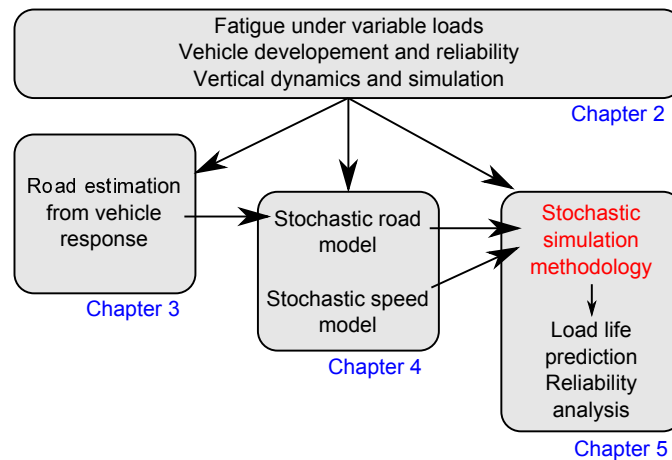 Fatigue under variable loads
Vehicle developement and reliability
Vertical dynamics and simulation
Chapter 2
Road estimation
from vehicle
response
Chapter 3
Stochastic road
model
Stochastic speed
model
Chapter 4
Stochastic
simulation
methodology
Load life
prediction
Reliability
analysis
Chapter 5